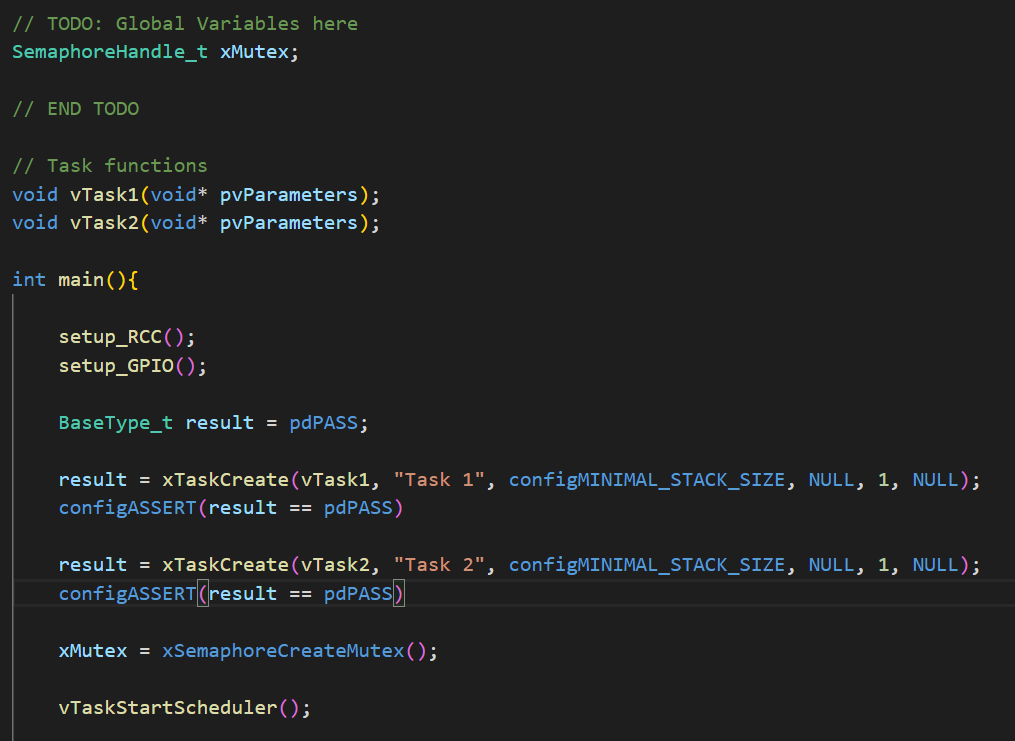 // TODO: Global Variables here
SemaphoreHandle_t xMutex;
// END TODO
// Task functions
void vTask1(void* pvParameters);
void vTask2(void* pvParameters);
int main(){
setup_RCC();
setup_GPIO();
BaseType_t result = pdPASS;
result = xTaskCreate(vTask1, "Task 1", configMINIMAL_STACK_SIZE, NULL, 1, NULL);
configASSERT(result == pdPASS)
result = xTaskCreate(vTask2, "Task 2", configMINIMAL_STACK_SIZE, NULL, 1, NULL);
configASSERT(result == pdPASS)
xMutex = xSemaphoreCreateMutex();
vTaskStartScheduler();